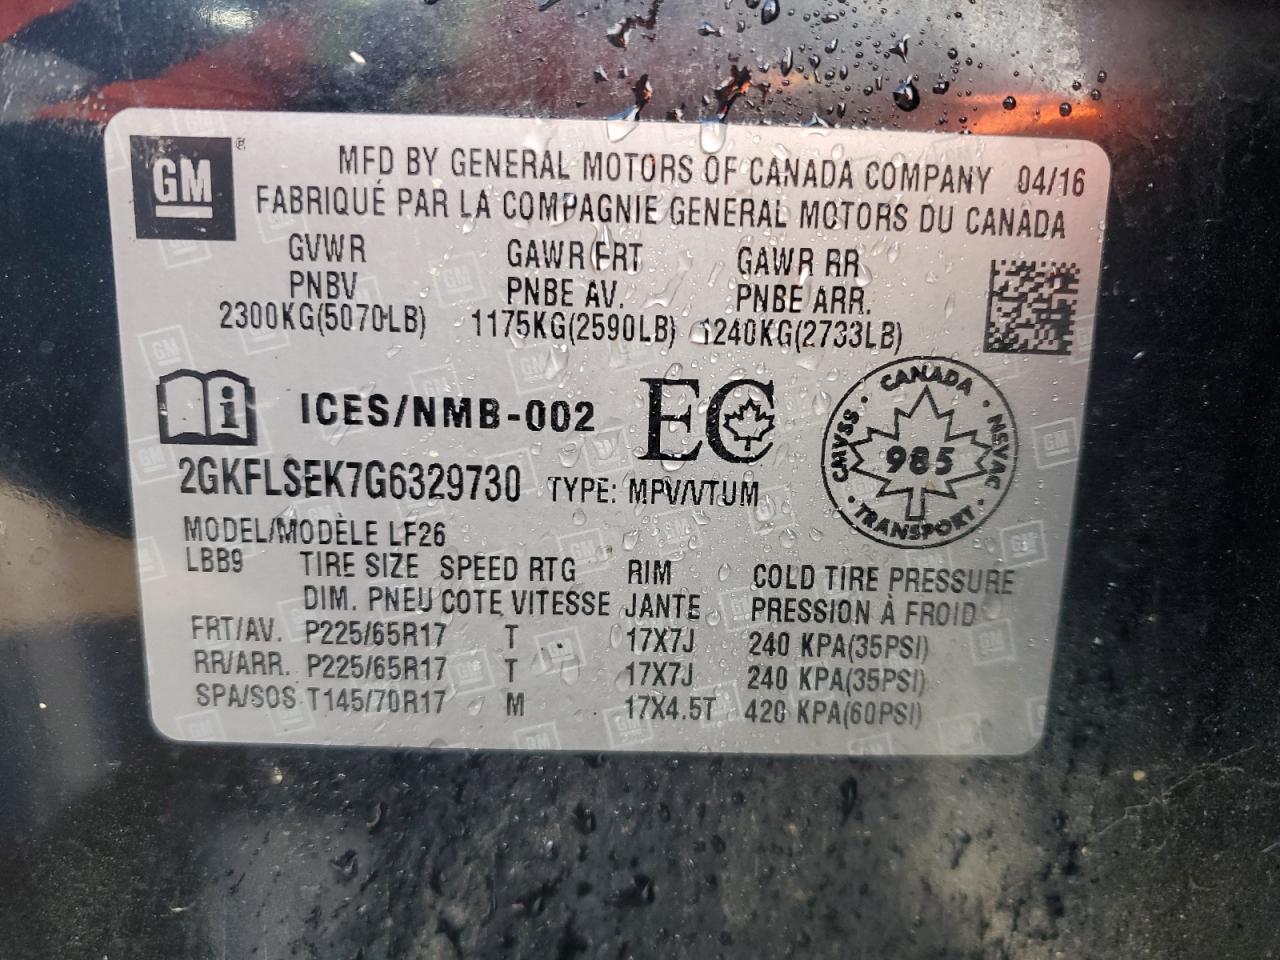 GM ®
MFD BY GENERAL MOTORS OF CANADA COMPANY 04/16
FABRIQUÉ PAR LA COMPAGNIE GENERAL MOTORS DU CANADA
GVWR GAWR FRT GAWR RR
PNBV PNBE AV. PNBE ARR.
2300KG(5070LB) 1175KG(2590LB) 1240KG(2733LB)
i ICES/NMB-002 EC
CANADA · NSVAC · TRANSPORT · CMVSS ·
985
2GKFLSEK7G6329730 TYPE: MPV/VTUM
MODEL/MODÈLE LF26
LBB9 TIRE SIZE SPEED RTG RIM COLD TIRE PRESSURE
DIM. PNEU COTE VITESSE JANTE PRESSION À FROID
FRT/AV. P225/65R17 T 17X7J 240 KPA(35PSI)
RR/ARR. P225/65R17 T 17X7J 240 KPA(35PSI)
SPA/SOS T145/70R17 M 17X4.5T 420 KPA(60PSI)